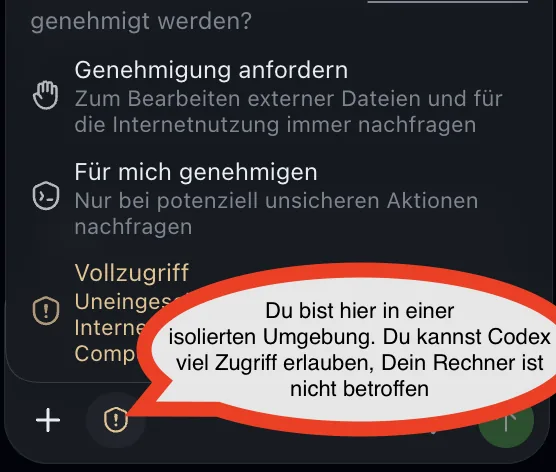 genehmigt werden?
Genehmigung anfordern
Zum Bearbeiten externer Dateien und für
die Internetnutzung immer nachfragen
Für mich genehmigen
Nur bei potenziell unsicheren Aktionen
nachfragen
Vollzugriff
Du bist hier in einer
isolierten Umgebung. Du kannst Codex
viel Zugriff erlauben, Dein Rechner ist
nicht betroffen